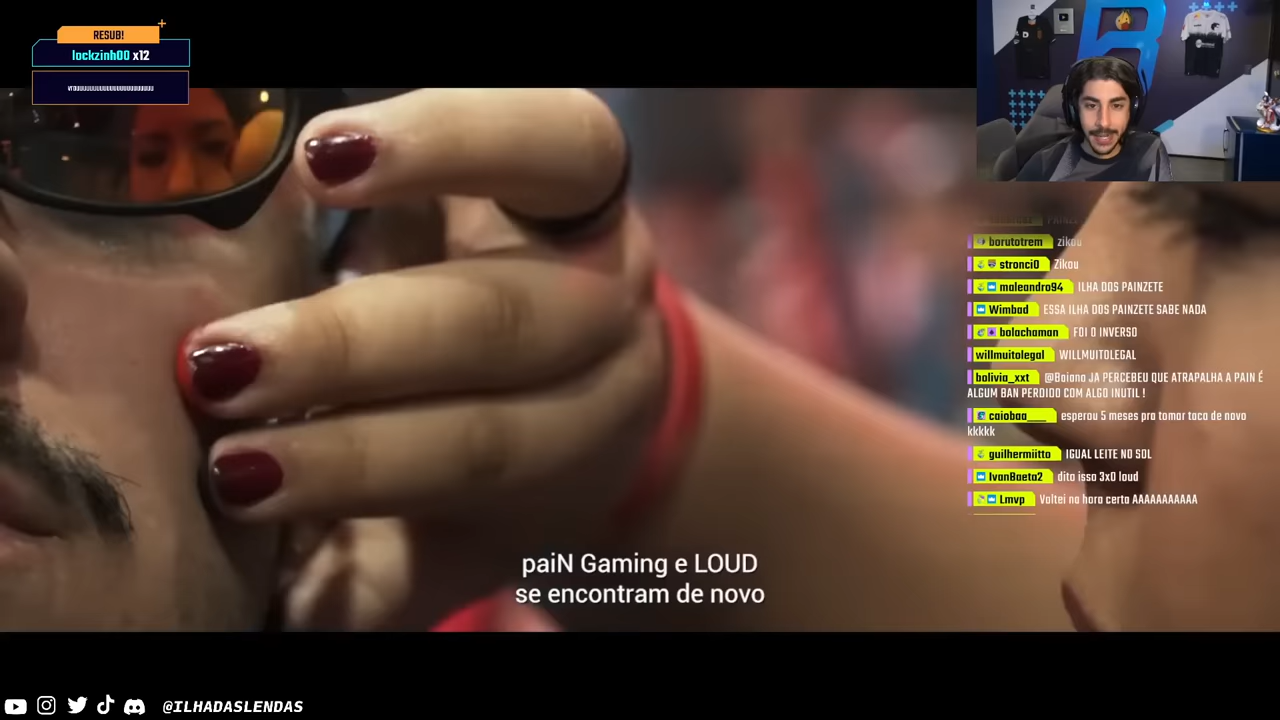 RESUB!
lockzinh00 x12
borutotrem zikou
stronci0 Zikou
maleandro94 ILHA DOS PAINZETE
Wimbad ESSA ILHA DOS PAINZETE SABE NADA
balachaman FOI O INVERSO
willmuitolegal WILLMUITOLEGAL
bolivia_xxt @Baiano JA PERCEBEU QUE ATRAPALHA A PAIN É
ALGUM BAN PERDIDO COM ALGO INUTIL !
caiobaa___ esperou 5 meses pra tomar taca de novo
kkkkk
guilhermiitto IGUAL LEITE NO SOL
IvanBaeta2 dito isso 3x0 loud
Lmvp Voltei na hora certa AAAAAAAAAAA
paiN Gaming e LOUD
se encontram de novo
@ILHADASLENDAS